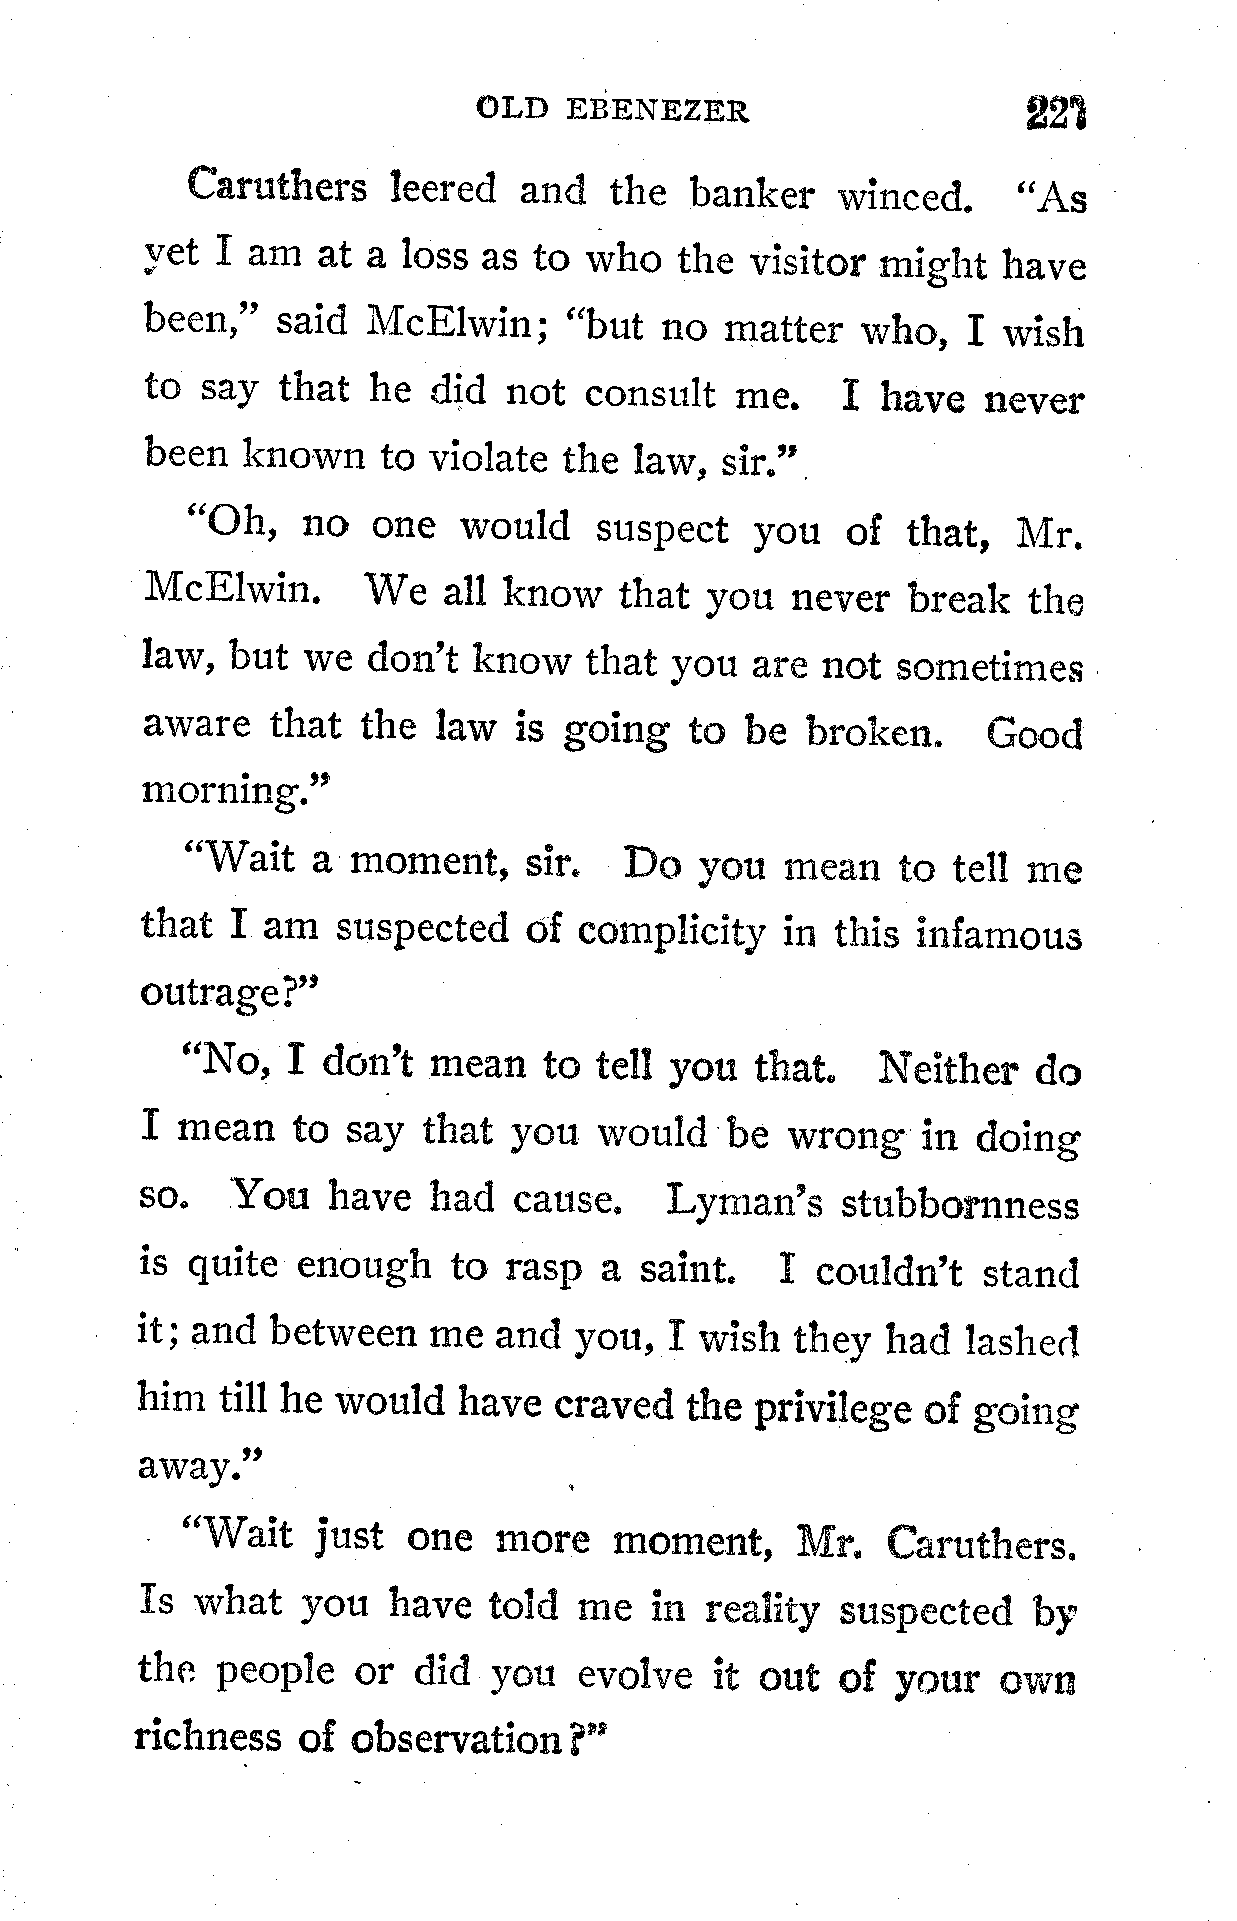 OLD EBENEZER 227
Caruthers leered and the banker winced. "As
yet I am at a loss as to who the visitor might have
been," said McElwin; "but no matter who, I wish
to say that he did not consult me. I have never
been known to violate the law, sir."
"Oh, no one would suspect you of that, Mr.
McElwin. We all know that you never break the
law, but we don't know that you are not sometimes
aware that the law is going to be broken. Good
morning."
"Wait a moment, sir. Do you mean to tell me
that I am suspected of complicity in this infamous
outrage?"
"No, I don't mean to tell you that. Neither do
I mean to say that you would be wrong in doing
so. You have had cause. Lyman's stubbornness
is quite enough to rasp a saint. I couldn't stand
it; and between me and you, I wish they had lashed
him till he would have craved the privilege of going
away."
"Wait just one more moment, Mr. Caruthers.
Is what you have told me in reality suspected by
the people or did you evolve it out of your own
richness of observation?"